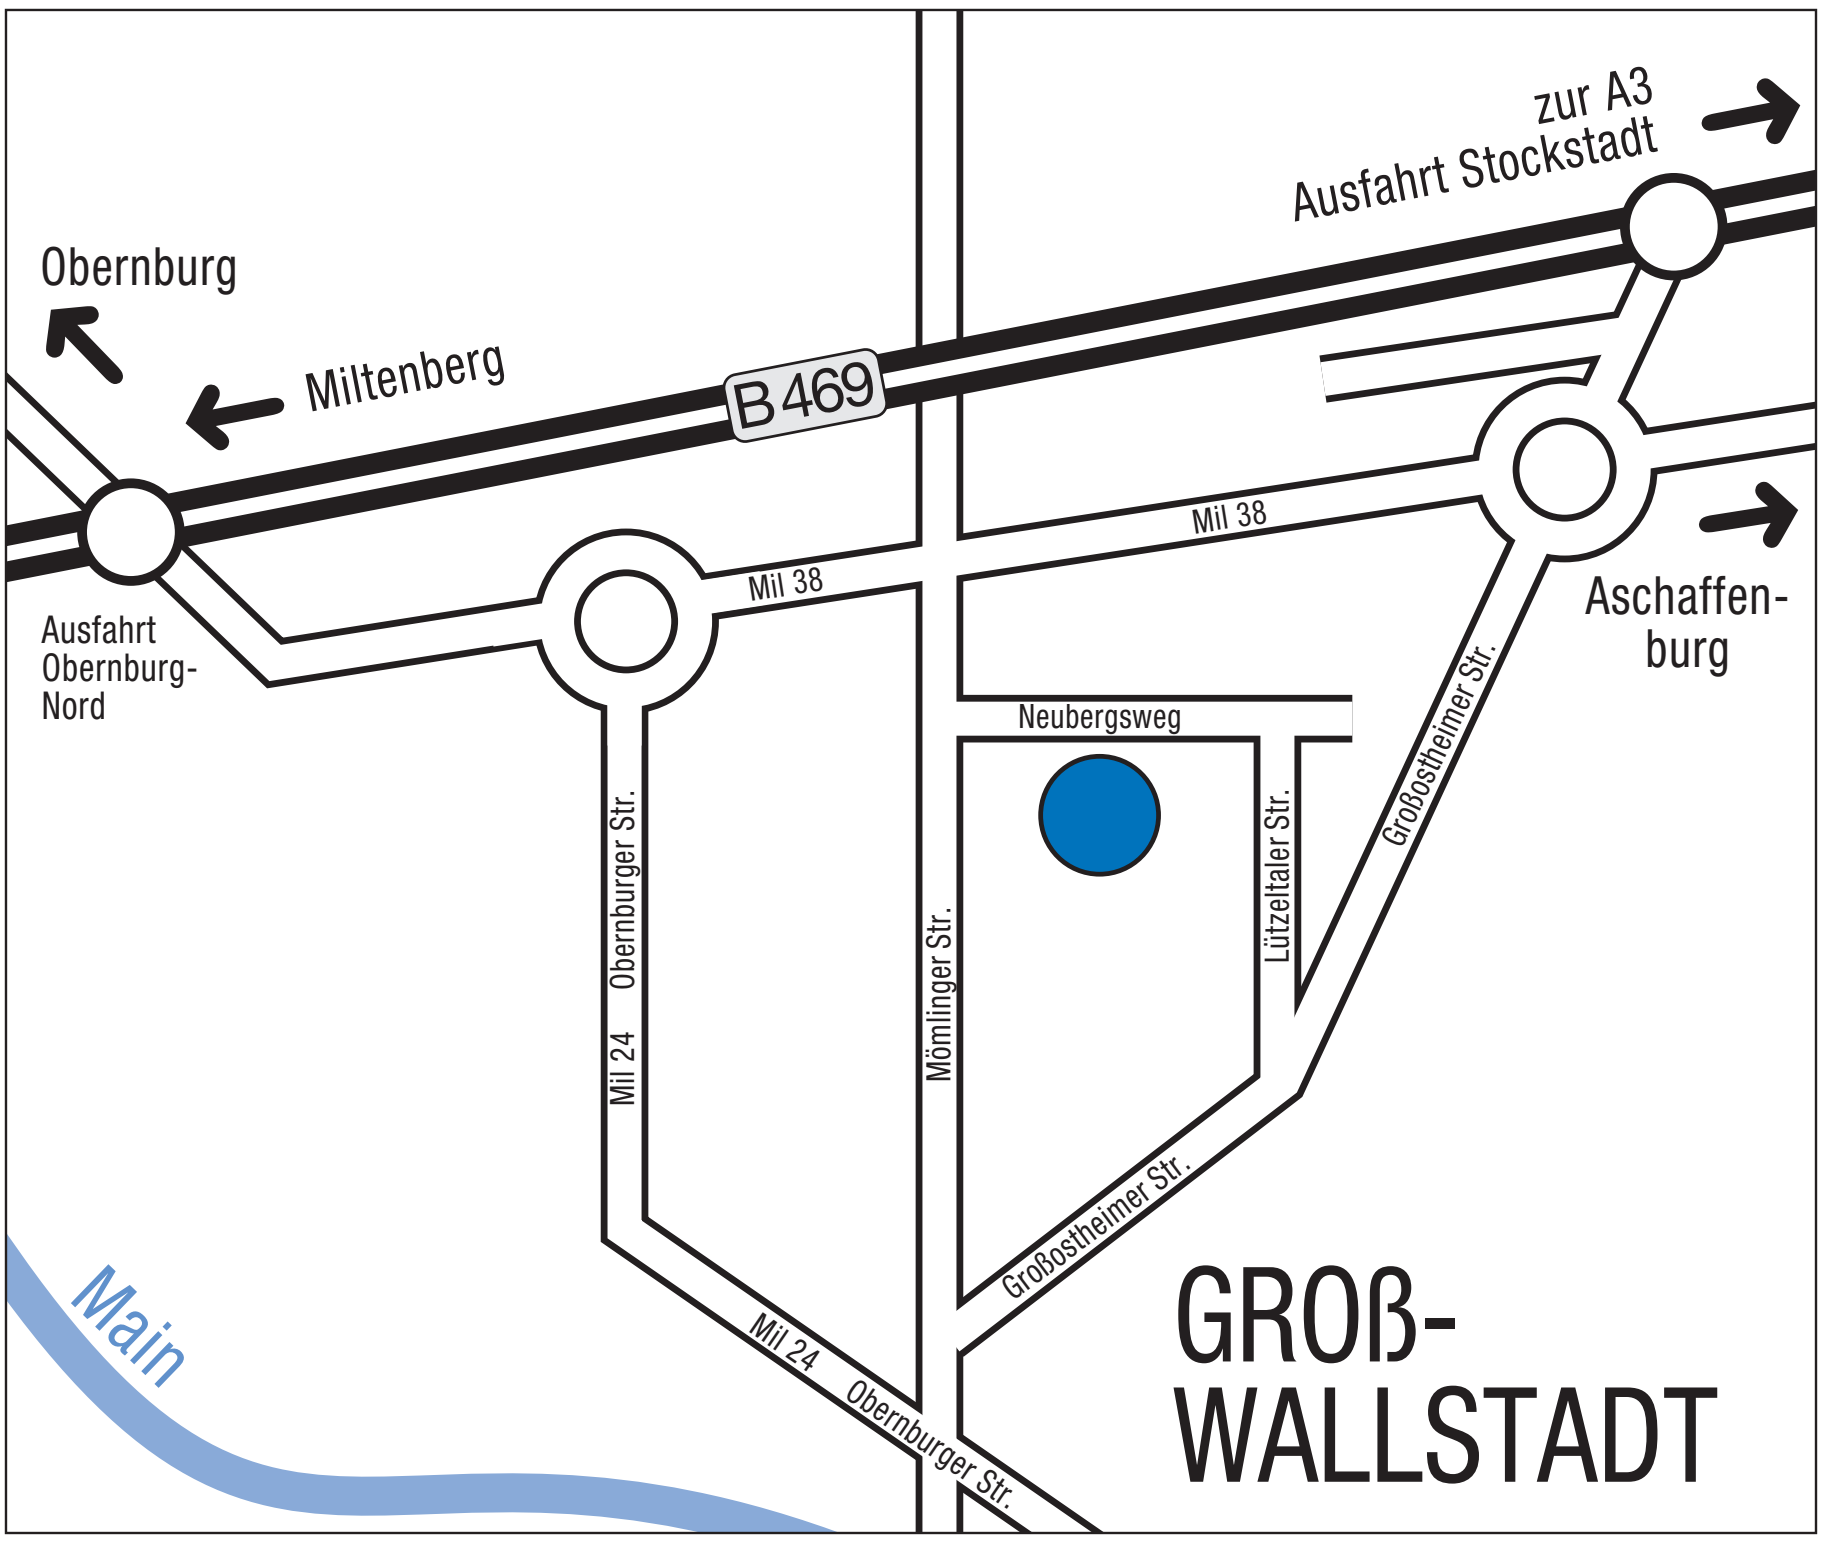 zur A3
Ausfahrt Stockstadt
Obernburg
Miltenberg
B 469
Mil 38
Mil 38
Aschaffen-
burg
Ausfahrt
Obernburg-
Nord
Neubergsweg
Großostheimer Str.
Lützeltaler Str.
Obernburger Str.
Mil 24
Mömlinger Str.
Großostheimer Str.
Main
Mil 24
Obernburger Str.
GROß-
WALLSTADT